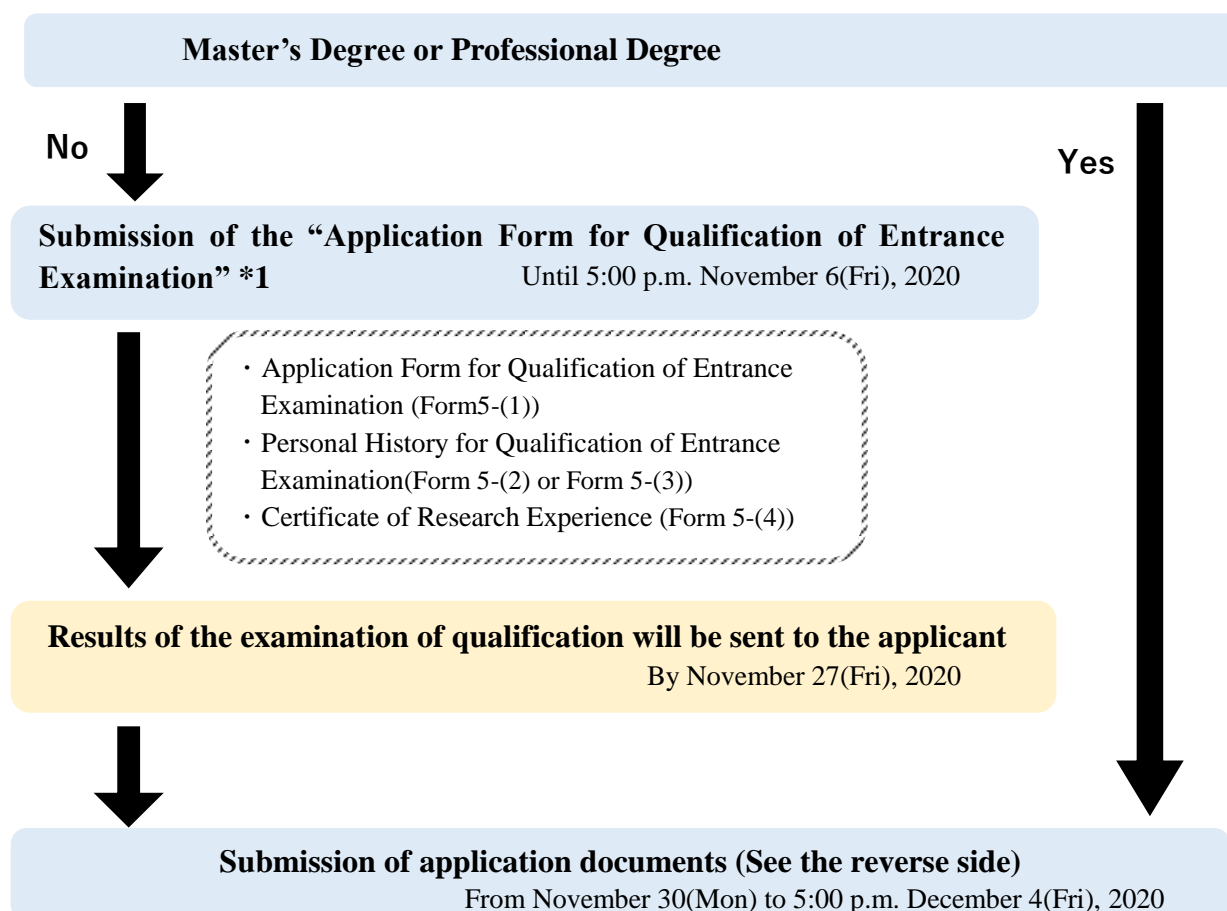 Master’s Degree or Professional Degree
No
Yes
Submission of the “Application Form for Qualification of Entrance
Examination” *1 Until 5:00 p.m. November 6(Fri), 2020
・Application Form for Qualification of Entrance
Examination (Form5-(1))
・Personal History for Qualification of Entrance
Examination(Form 5-(2) or Form 5-(3))
・Certificate of Research Experience (Form 5-(4))
Results of the examination of qualification will be sent to the applicant
By November 27(Fri), 2020
Submission of application documents (See the reverse side)
From November 30(Mon) to 5:00 p.m. December 4(Fri), 2020